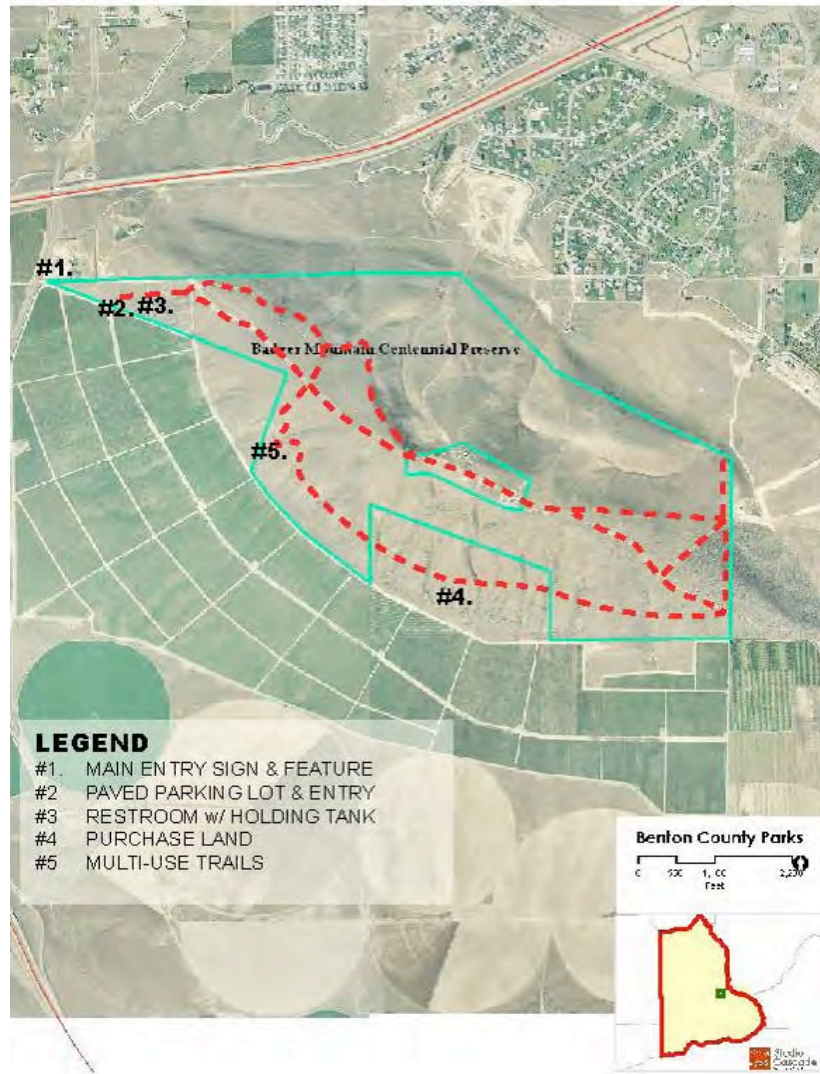 #1.
#2. #3.
Badger Mountain Centennial Preserve
#5.
#4.
LEGEND
#1. MAIN ENTRY SIGN & FEATURE
#2 PAVED PARKING LOT & ENTRY
#3 RESTROOM w/ HOLDING TANK
#4 PURCHASE LAND
#5 MULTI-USE TRAILS
Benton County Parks
0
Feet
Studio
Cascade